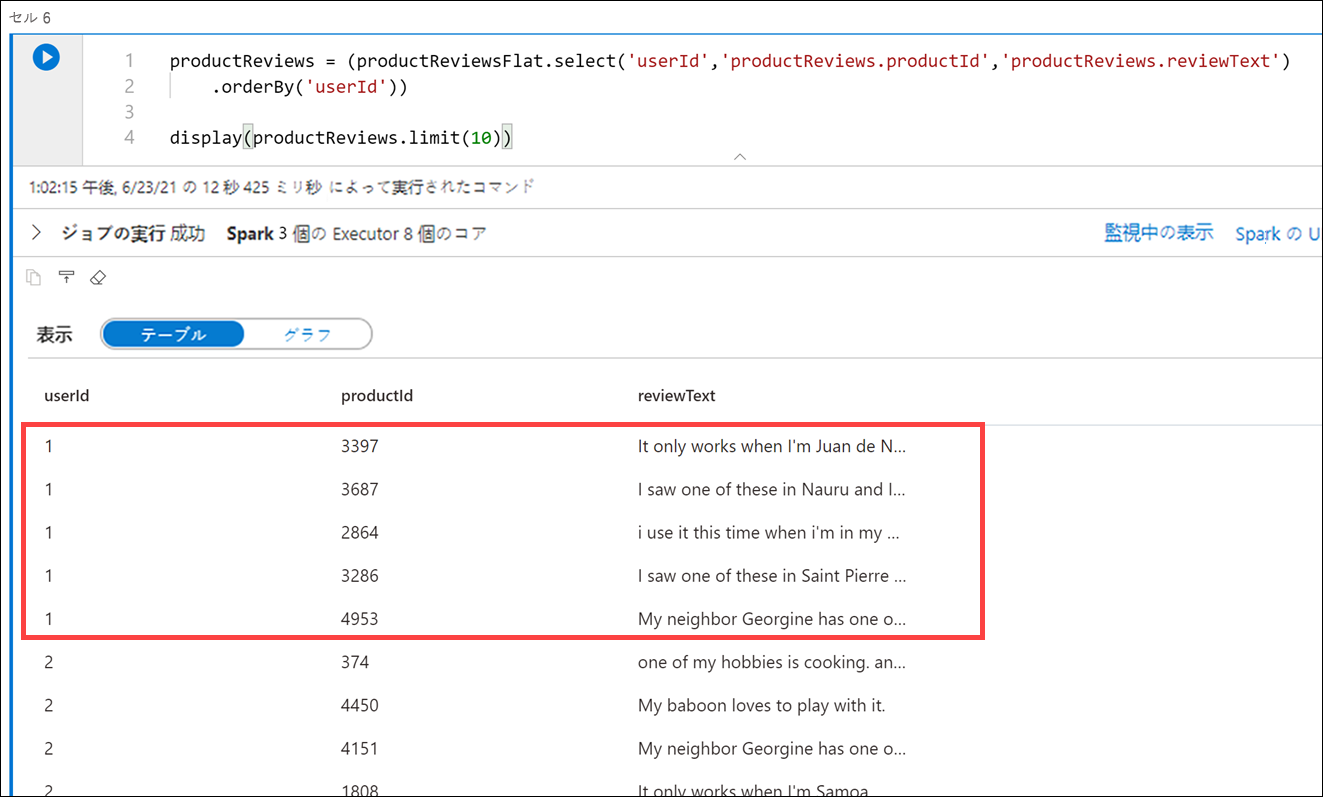 セル 6
1 productReviews = (productReviewsFlat.select('userId','productReviews.productId','productReviews.reviewText')
2 .orderBy('userId'))
3
4 display(productReviews.limit(10))
1:02:15 午後, 6/23/21 の 12 秒 425 ミリ秒 によって実行されたコマンド
ジョブの実行 成功 Spark 3 個の Executor 8 個のコア 監視中の表示 Spark の U
表示 テーブル グラフ
userId productId reviewText
1 3397 It only works when I'm Juan de N...
1 3687 I saw one of these in Nauru and I...
1 2864 i use it this time when i'm in my ...
1 3286 I saw one of these in Saint Pierre ...
1 4953 My neighbor Georgine has one o...
2 374 one of my hobbies is cooking. an...
2 4450 My baboon loves to play with it.
2 4151 My neighbor Georgine has one o...
2 1808 It only works when I'm Samoa